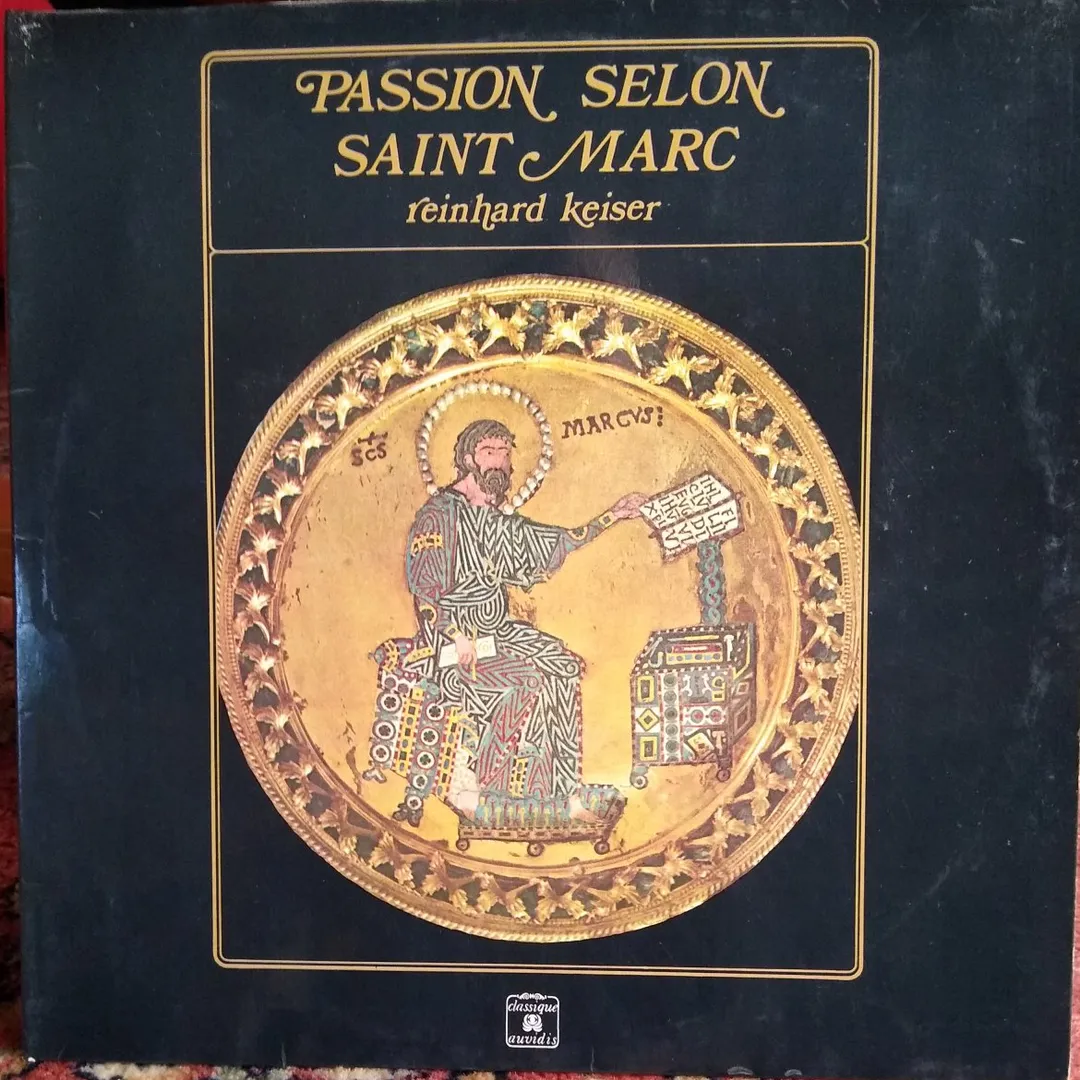 PASSION SELON
SAINT MARC
reinhard keiser
SCS
MARCVS
classique
auvidis